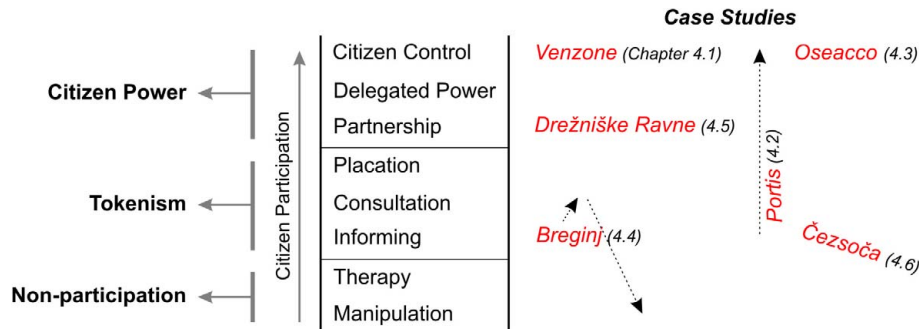 Case Studies
Citizen Power
Tokenism
Non-participation
Citizen Participation
Citizen Control
Delegated Power
Partnership
Placation
Consultation
Informing
Therapy
Manipulation
Venzone (Chapter 4.1)
Oseacco (4.3)
Drežniške Ravne (4.5)
Portis (4.2)
Breginj (4.4)
Čezsoča (4.6)